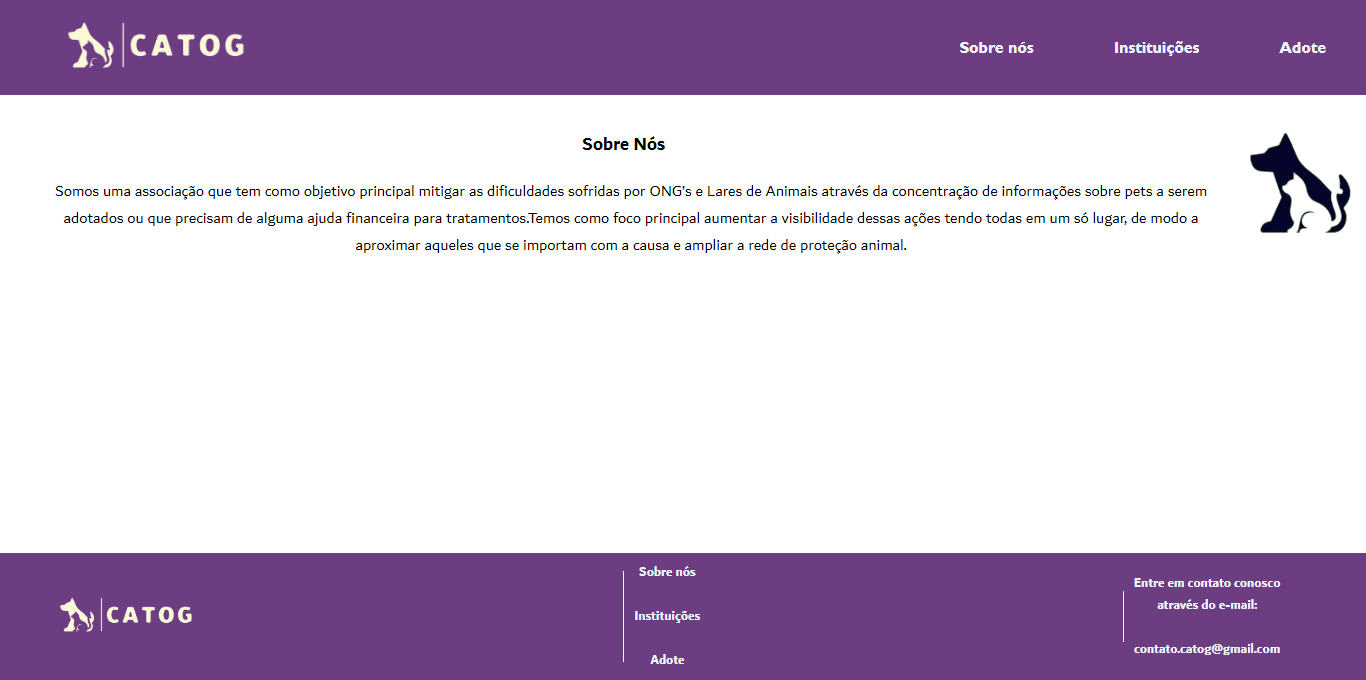 CATOG
Sobre nós
Instituições
Adote
Sobre Nós
Somos uma associação que tem como objetivo principal mitigar as dificuldades sofridas por ONG's e Lares de Animais através da concentração de informações sobre pets a serem
adotados ou que precisam de alguma ajuda financeira para tratamentos.Temos como foco principal aumentar a visibilidade dessas ações tendo todas em um só lugar, de modo a
aproximar aqueles que se importam com a causa e ampliar a rede de proteção animal.
CATOG
Sobre nós
Instituições
Adote
Entre em contato conosco
através do e-mail:
contato.catog@gmail.com